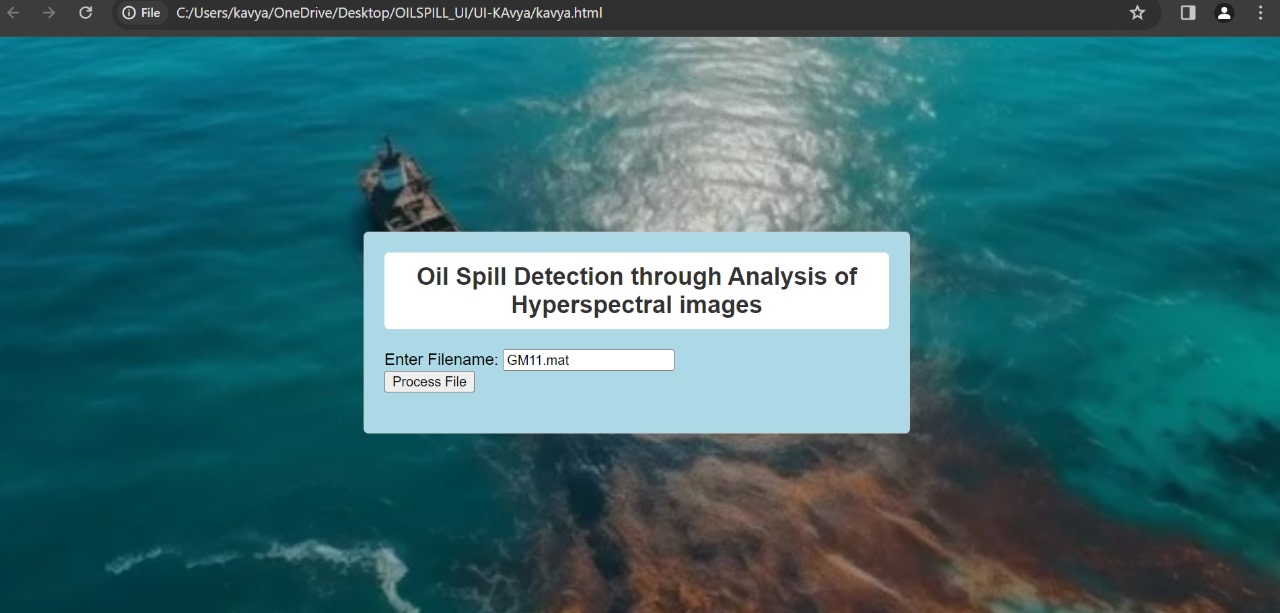 File C:/Users/kavya/OneDrive/Desktop/OILSPILL_UI/UI-KAvya/kavya.html
Oil Spill Detection through Analysis of
Hyperspectral images
Enter Filename: GM11.mat
Process File